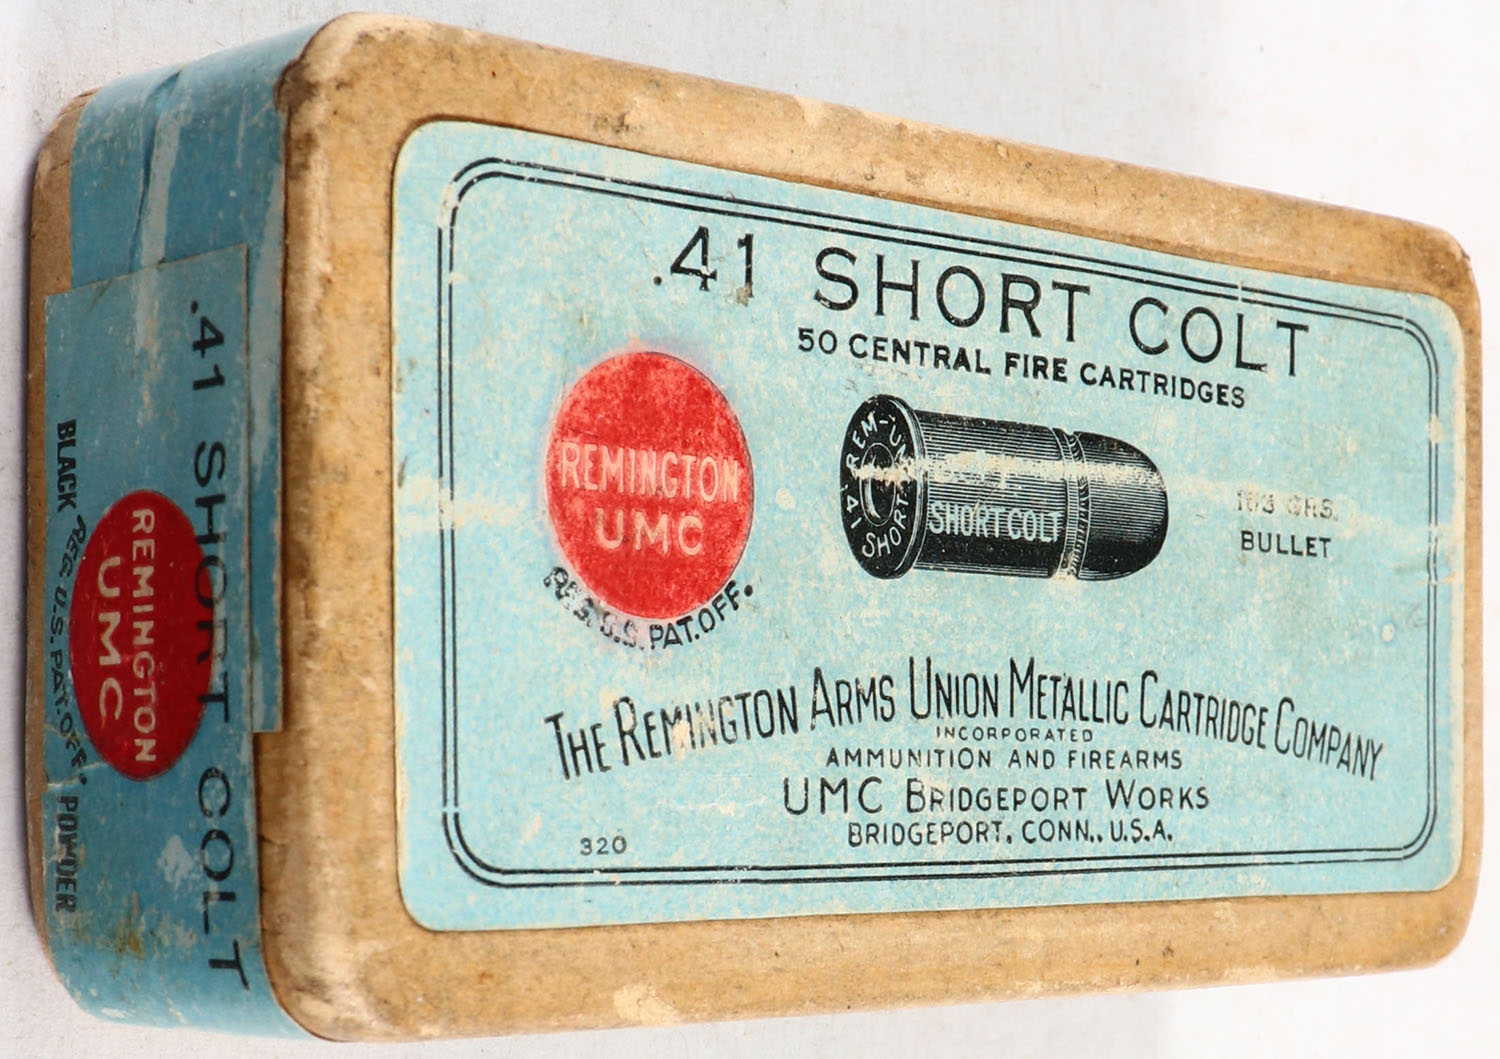 .41 SHORT COLT
50 CENTRAL FIRE CARTRIDGES
REMINGTON
UMC
REG. U.S. PAT. OFF.
REM-UMC
SHORT
41
SHORT COLT
GRS.
BULLET
THE REMINGTON ARMS UNION METALLIC CARTRIDGE COMPANY
INCORPORATED
AMMUNITION AND FIREARMS
UMC BRIDGEPORT WORKS
BRIDGEPORT, CONN., U.S.A.
320
.41 SHORT COLT
REMINGTON
UMC
REG. U.S. PAT. OFF.
BLACK POWDER